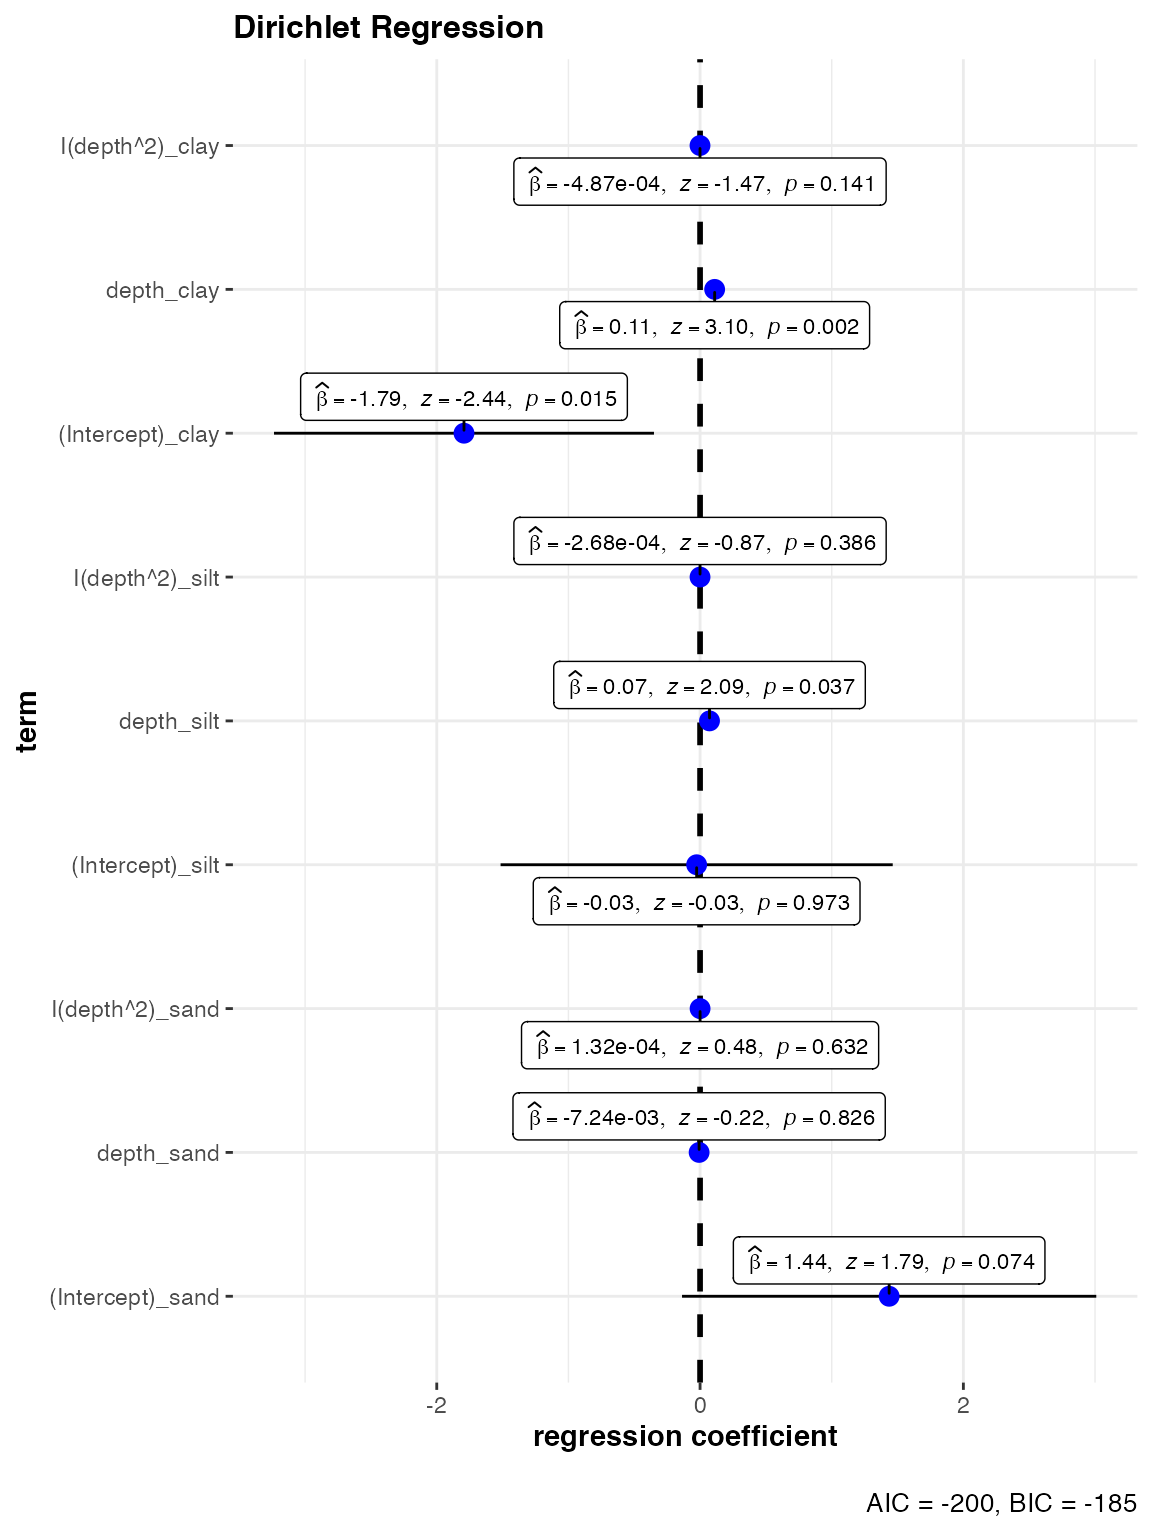 Dirichlet Regression
I(depth^2)_clay
β̂ = -4.87e-04, z = -1.47, p = 0.141
depth_clay
β̂ = 0.11, z = 3.10, p = 0.002
β̂ = -1.79, z = -2.44, p = 0.015
(Intercept)_clay
β̂ = -2.68e-04, z = -0.87, p = 0.386
I(depth^2)_silt
β̂ = 0.07, z = 2.09, p = 0.037
term
depth_silt
(Intercept)_silt
β̂ = -0.03, z = -0.03, p = 0.973
I(depth^2)_sand
β̂ = 1.32e-04, z = 0.48, p = 0.632
β̂ = -7.24e-03, z = -0.22, p = 0.826
depth_sand
β̂ = 1.44, z = 1.79, p = 0.074
(Intercept)_sand
-2 0 2
regression coefficient
AIC = -200, BIC = -185